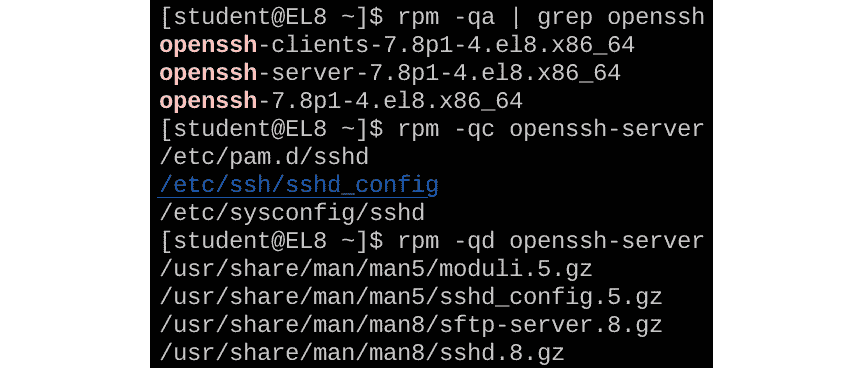 [student@EL8 ~]$ rpm -qa | grep openssh
openssh-clients-7.8p1-4.el8.x86_64
openssh-server-7.8p1-4.el8.x86_64
openssh-7.8p1-4.el8.x86_64
[student@EL8 ~]$ rpm -qc openssh-server
/etc/pam.d/sshd
/etc/ssh/sshd_config
/etc/sysconfig/sshd
[student@EL8 ~]$ rpm -qd openssh-server
/usr/share/man/man5/moduli.5.gz
/usr/share/man/man5/sshd_config.5.gz
/usr/share/man/man8/sftp-server.8.gz
/usr/share/man/man8/sshd.8.gz